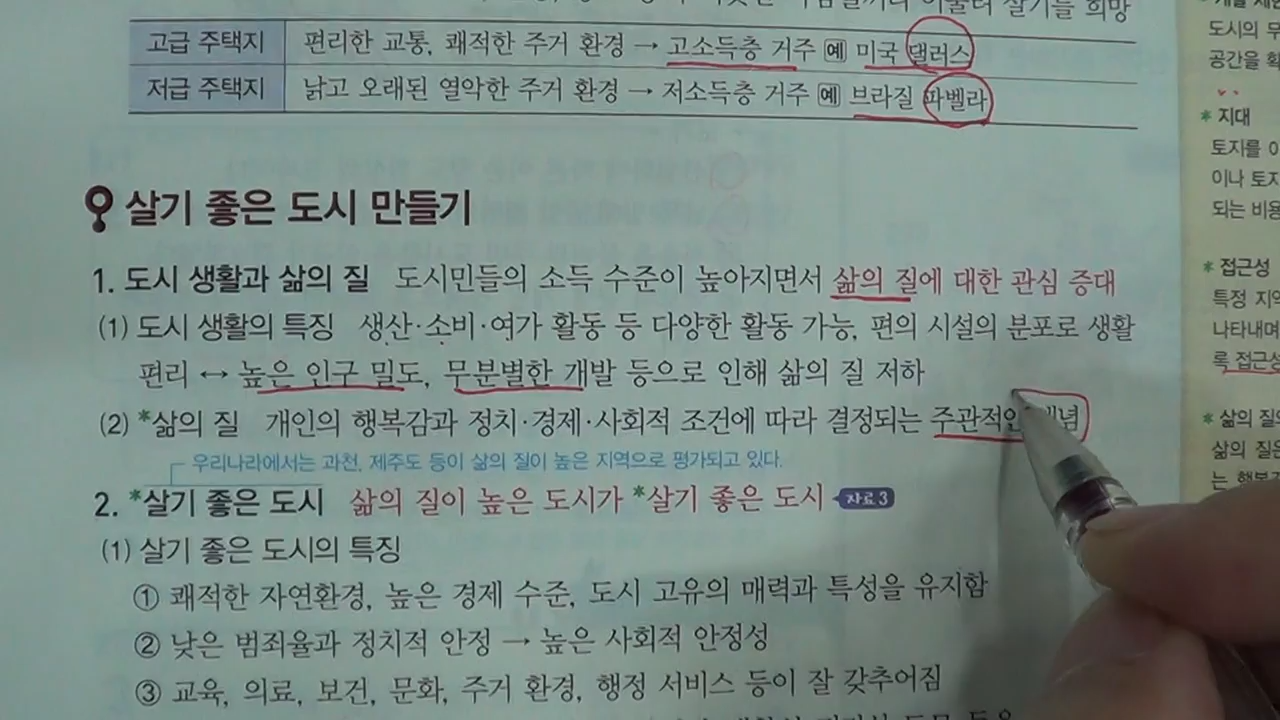 살기를 희망
고급 주택지 편리한 교통, 쾌적한 주거 환경 → 고소득층 거주 예 미국 댈러스
저급 주택지 낡고 오래된 열악한 주거 환경 → 저소득층 거주 예 브라질 파벨라
살기 좋은 도시 만들기
1. 도시 생활과 삶의 질 도시민들의 소득 수준이 높아지면서 삶의 질에 대한 관심 증대
(1) 도시 생활의 특징 생산·소비·여가 활동 등 다양한 활동 가능, 편의 시설의 분포로 생활
편리 ↔ 높은 인구 밀도, 무분별한 개발 등으로 인해 삶의 질 저하
(2) *삶의 질 개인의 행복감과 정치·경제·사회적 조건에 따라 결정되는 주관적인
우리나라에서는 과천, 제주도 등이 삶의 질이 높은 지역으로 평가되고 있다.
2. *살기 좋은 도시 삶의 질이 높은 도시가 *살기 좋은 도시 자료3
(1) 살기 좋은 도시의 특징
① 쾌적한 자연환경, 높은 경제 수준, 도시 고유의 매력과 특성을 유지함
② 낮은 범죄율과 정치적 안정 → 높은 사회적 안정성
③ 교육, 의료, 보건, 문화, 주거 환경, 행정 서비스 등이 잘 갖추어짐
도시의 무
공간을 확
* 지대
토지를 이
이나 토지
되는 비용
* 접근성
특정 지역
나타내며
록 접근성
* 삶의 질
삶의 질은
는 행복